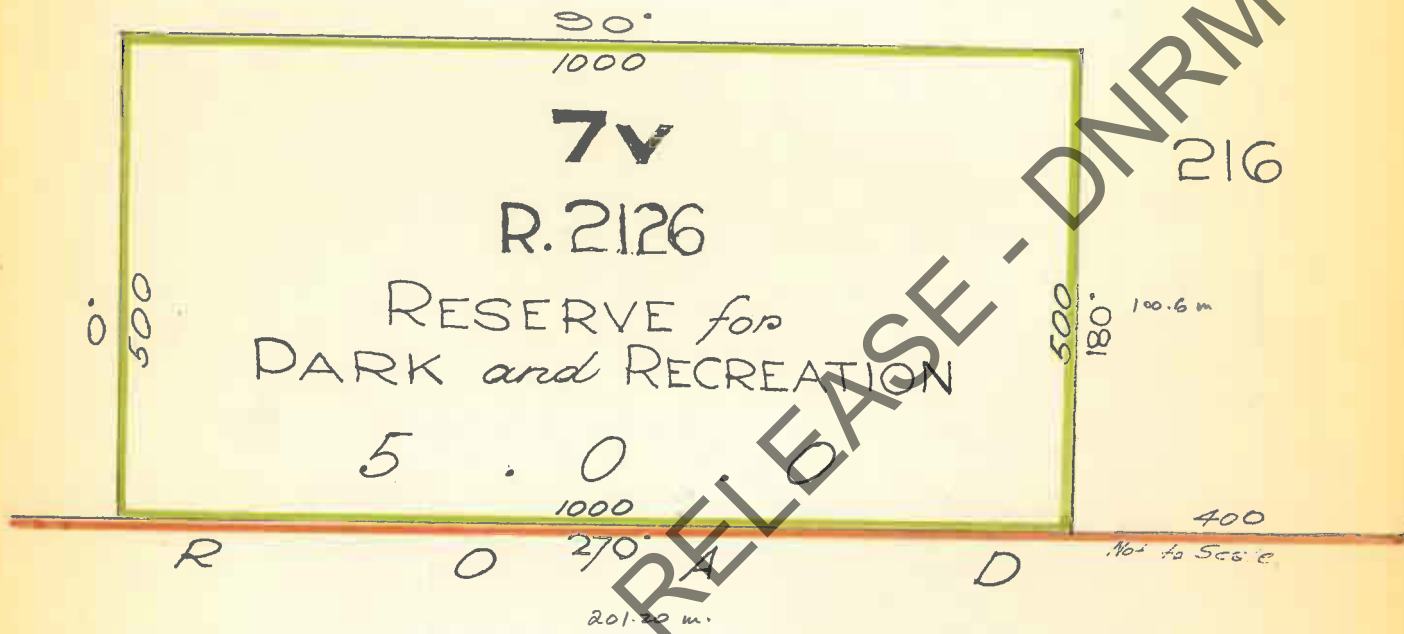 90°
1000
7v
216
R. 2126
0°
500
RESERVE for
500
180°
100.6 m
PARK and RECREATION
5 . 0 . 0
1000
400
270°
ROAD
Not to Scale
201.20 m.
RELEASE - DNRM